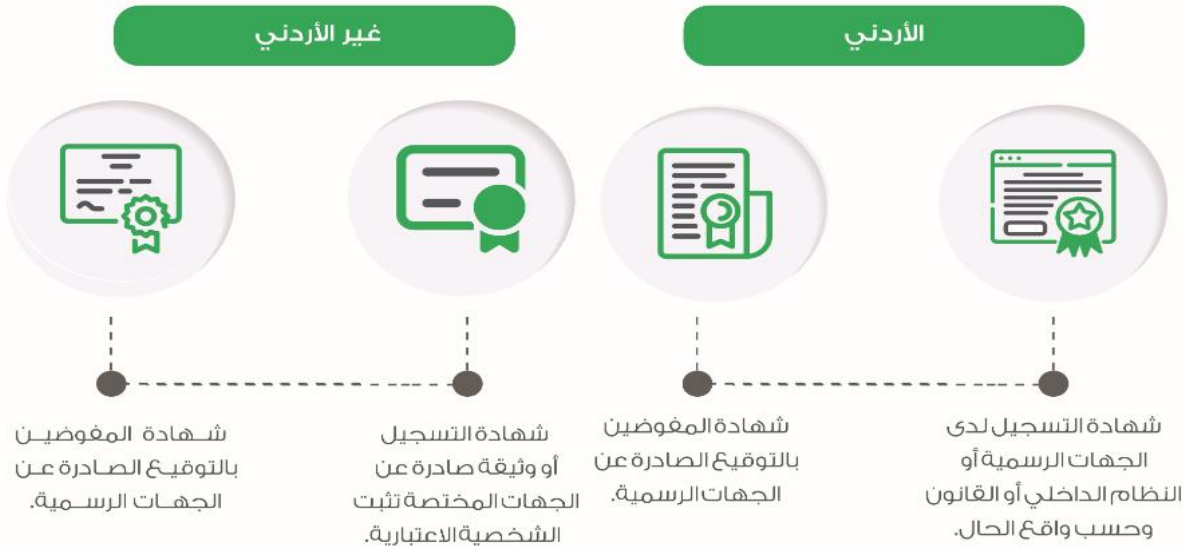 الأردني
شهادة التسجيل لدى
الجهات الرسمية أو
النظام الداخلي أو القانون
وحسب واقع الحال.
شهادة المفوضين
بالتوقيع الصادرة عن
الجهات الرسمية.
غير الأردني
شهادة التسجيل
أو وثيقة صادرة عن
الجهات المختصة تثبت
الشخصية الاعتبارية.
شهادة المفوضين
بالتوقيع الصادرة عن
الجهات الرسمية.